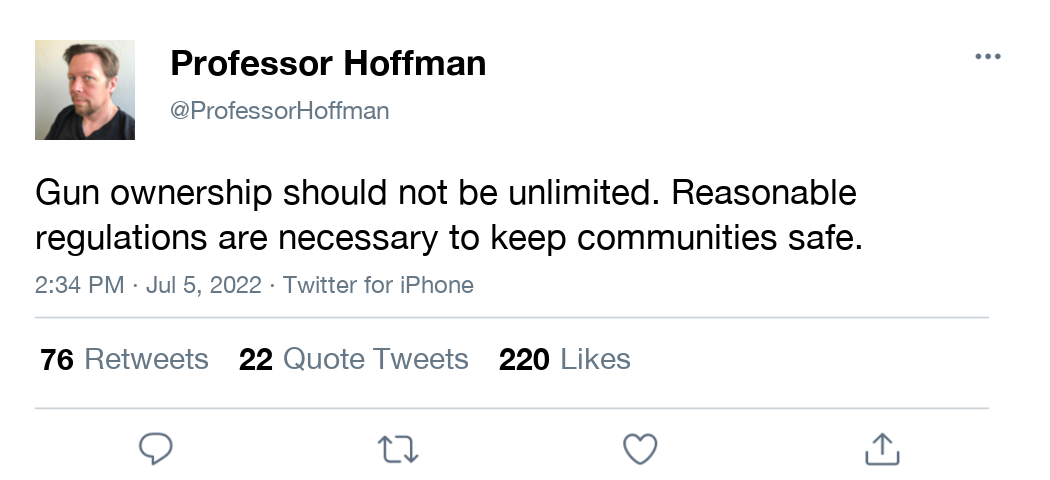 Professor Hoffman
@ProfessorHoffman
Gun ownership should not be unlimited. Reasonable
regulations are necessary to keep communities safe.
2:34 PM · Jul 5, 2022 · Twitter for iPhone
76 Retweets 22 Quote Tweets 220 Likes